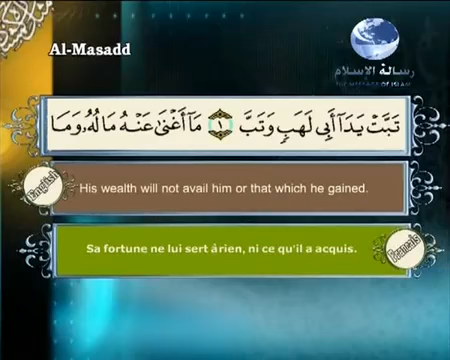 Al-Masadd
رسالة الإسلام
THE MESSAGE OF ISLAM
تَبَّتْ يَدَآ أَبِى لَهَبٍ وَتَبَّ ۝١ مَآ أَغْنَىٰ عَنْهُ مَالُهُۥ وَمَا
English
His wealth will not avail him or that which he gained.
Sa fortune ne lui sert àrien, ni ce qu'il a acquis.
Français